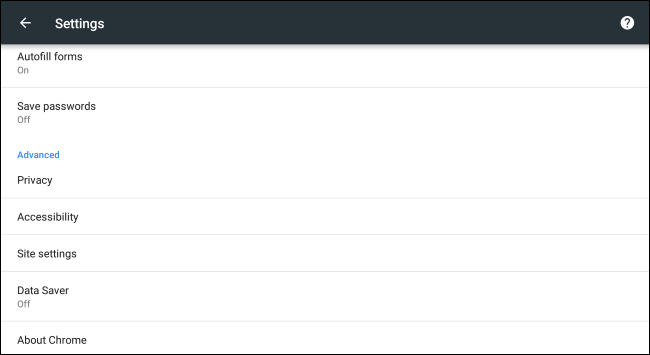 Settings
Autofill forms
On
Save passwords
Off
Advanced
Privacy
Accessibility
Site settings
Data Saver
Off
About Chrome